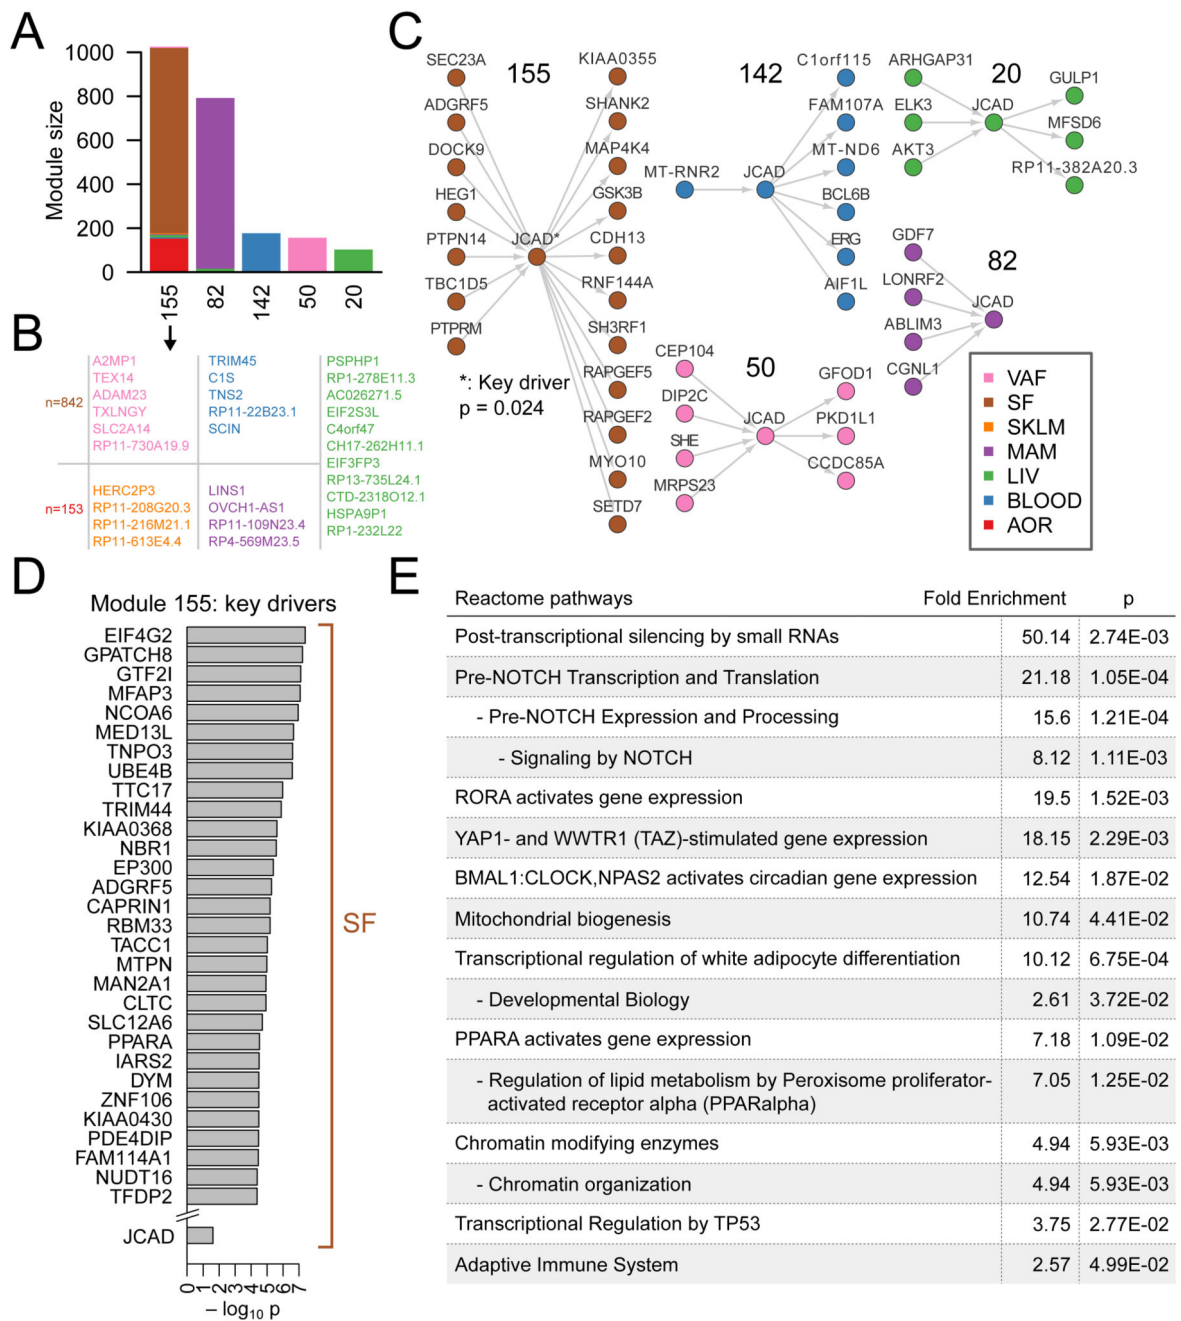 A
Module size
1000
800
600
400
200
0
155
82
142
50
20
B
n=842
A2MP1
TEX14
ADAM23
TXLNGY
SLC2A14
RP11-730A19.9
TRIM45
C1S
TNS2
RP11-22B23.1
SCIN
PSPHP1
RP1-278E11.3
AC026271.5
EIF2S3L
C4orf47
CH17-262H11.1
EIF3FP3
RP13-735L24.1
CTD-2318O12.1
HSPA9P1
RP1-232L22
n=153
HERC2P3
RP11-208G20.3
RP11-216M21.1
RP11-613E4.4
LINS1
OVCH1-AS1
RP11-109N23.4
RP4-569M23.5
C
155
SEC23A
ADGRF5
DOCK9
HEG1
PTPN14
TBC1D5
PTPRM
JCAD*
KIAA0355
SHANK2
MAP4K4
GSK3B
CDH13
RNF144A
SH3RF1
RAPGEF5
RAPGEF2
MYO10
SETD7
*: Key driver
p = 0.024
142
MT-RNR2
JCAD
C1orf115
FAM107A
MT-ND6
BCL6B
ERG
AIF1L
20
ARHGAP31
ELK3
AKT3
JCAD
GULP1
MFSD6
RP11-382A20.3
82
GDF7
LONRF2
ABLIM3
CGNL1
JCAD
50
CEP104
DIP2C
SHE
MRPS23
JCAD
GFOD1
PKD1L1
CCDC85A
VAF
SF
SKLM
MAM
LIV
BLOOD
AOR
D
Module 155: key drivers
EIF4G2
GPATCH8
GTF2I
MFAP3
NCOA6
MED13L
TNPO3
UBE4B
TTC17
TRIM44
KIAA0368
NBR1
EP300
ADGRF5
CAPRIN1
RBM33
TACC1
MTPN
MAN2A1
CLTC
SLC12A6
PPARA
IARS2
DYM
ZNF106
KIAA0430
PDE4DIP
FAM114A1
NUDT16
TFDP2
JCAD
SF
0 1 2 3 4 5 6 7
– log10 p
E
Reactome pathways Fold Enrichment p
Post-transcriptional silencing by small RNAs 50.14 2.74E-03
Pre-NOTCH Transcription and Translation 21.18 1.05E-04
- Pre-NOTCH Expression and Processing 15.6 1.21E-04
- Signaling by NOTCH 8.12 1.11E-03
RORA activates gene expression 19.5 1.52E-03
YAP1- and WWTR1 (TAZ)-stimulated gene expression 18.15 2.29E-03
BMAL1:CLOCK,NPAS2 activates circadian gene expression 12.54 1.87E-02
Mitochondrial biogenesis 10.74 4.41E-02
Transcriptional regulation of white adipocyte differentiation 10.12 6.75E-04
- Developmental Biology 2.61 3.72E-02
PPARA activates gene expression 7.18 1.09E-02
- Regulation of lipid metabolism by Peroxisome proliferator- 7.05 1.25E-02
activated receptor alpha (PPARalpha)
Chromatin modifying enzymes 4.94 5.93E-03
- Chromatin organization 4.94 5.93E-03
Transcriptional Regulation by TP53 3.75 2.77E-02
Adaptive Immune System 2.57 4.99E-02